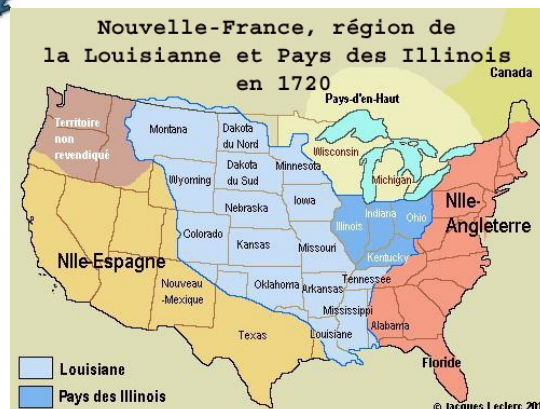 Nouvelle-France, région de
la Louisianne et Pays des Illinois
en 1720
Canada
Pays-d'en-Haut
Territoire
non
revendiqué
Montana
Dakota
du Nord
Minnesota
Wisconsin
Michigan
Dakota
du Sud
Wyoming
Iowa
Nebraska
Illinois
Indiana
Ohio
Nlle-
Angleterre
Colorado
Kansas
Missouri
Kentucky
Nlle-Espagne
Nouveau
-Mexique
Oklahoma
Arkansas
Tennessée
Mississippi
Alabama
Texas
Louisiane
Floride
Louisiane
Pays des Illinois
© Jacques Leclerc 201